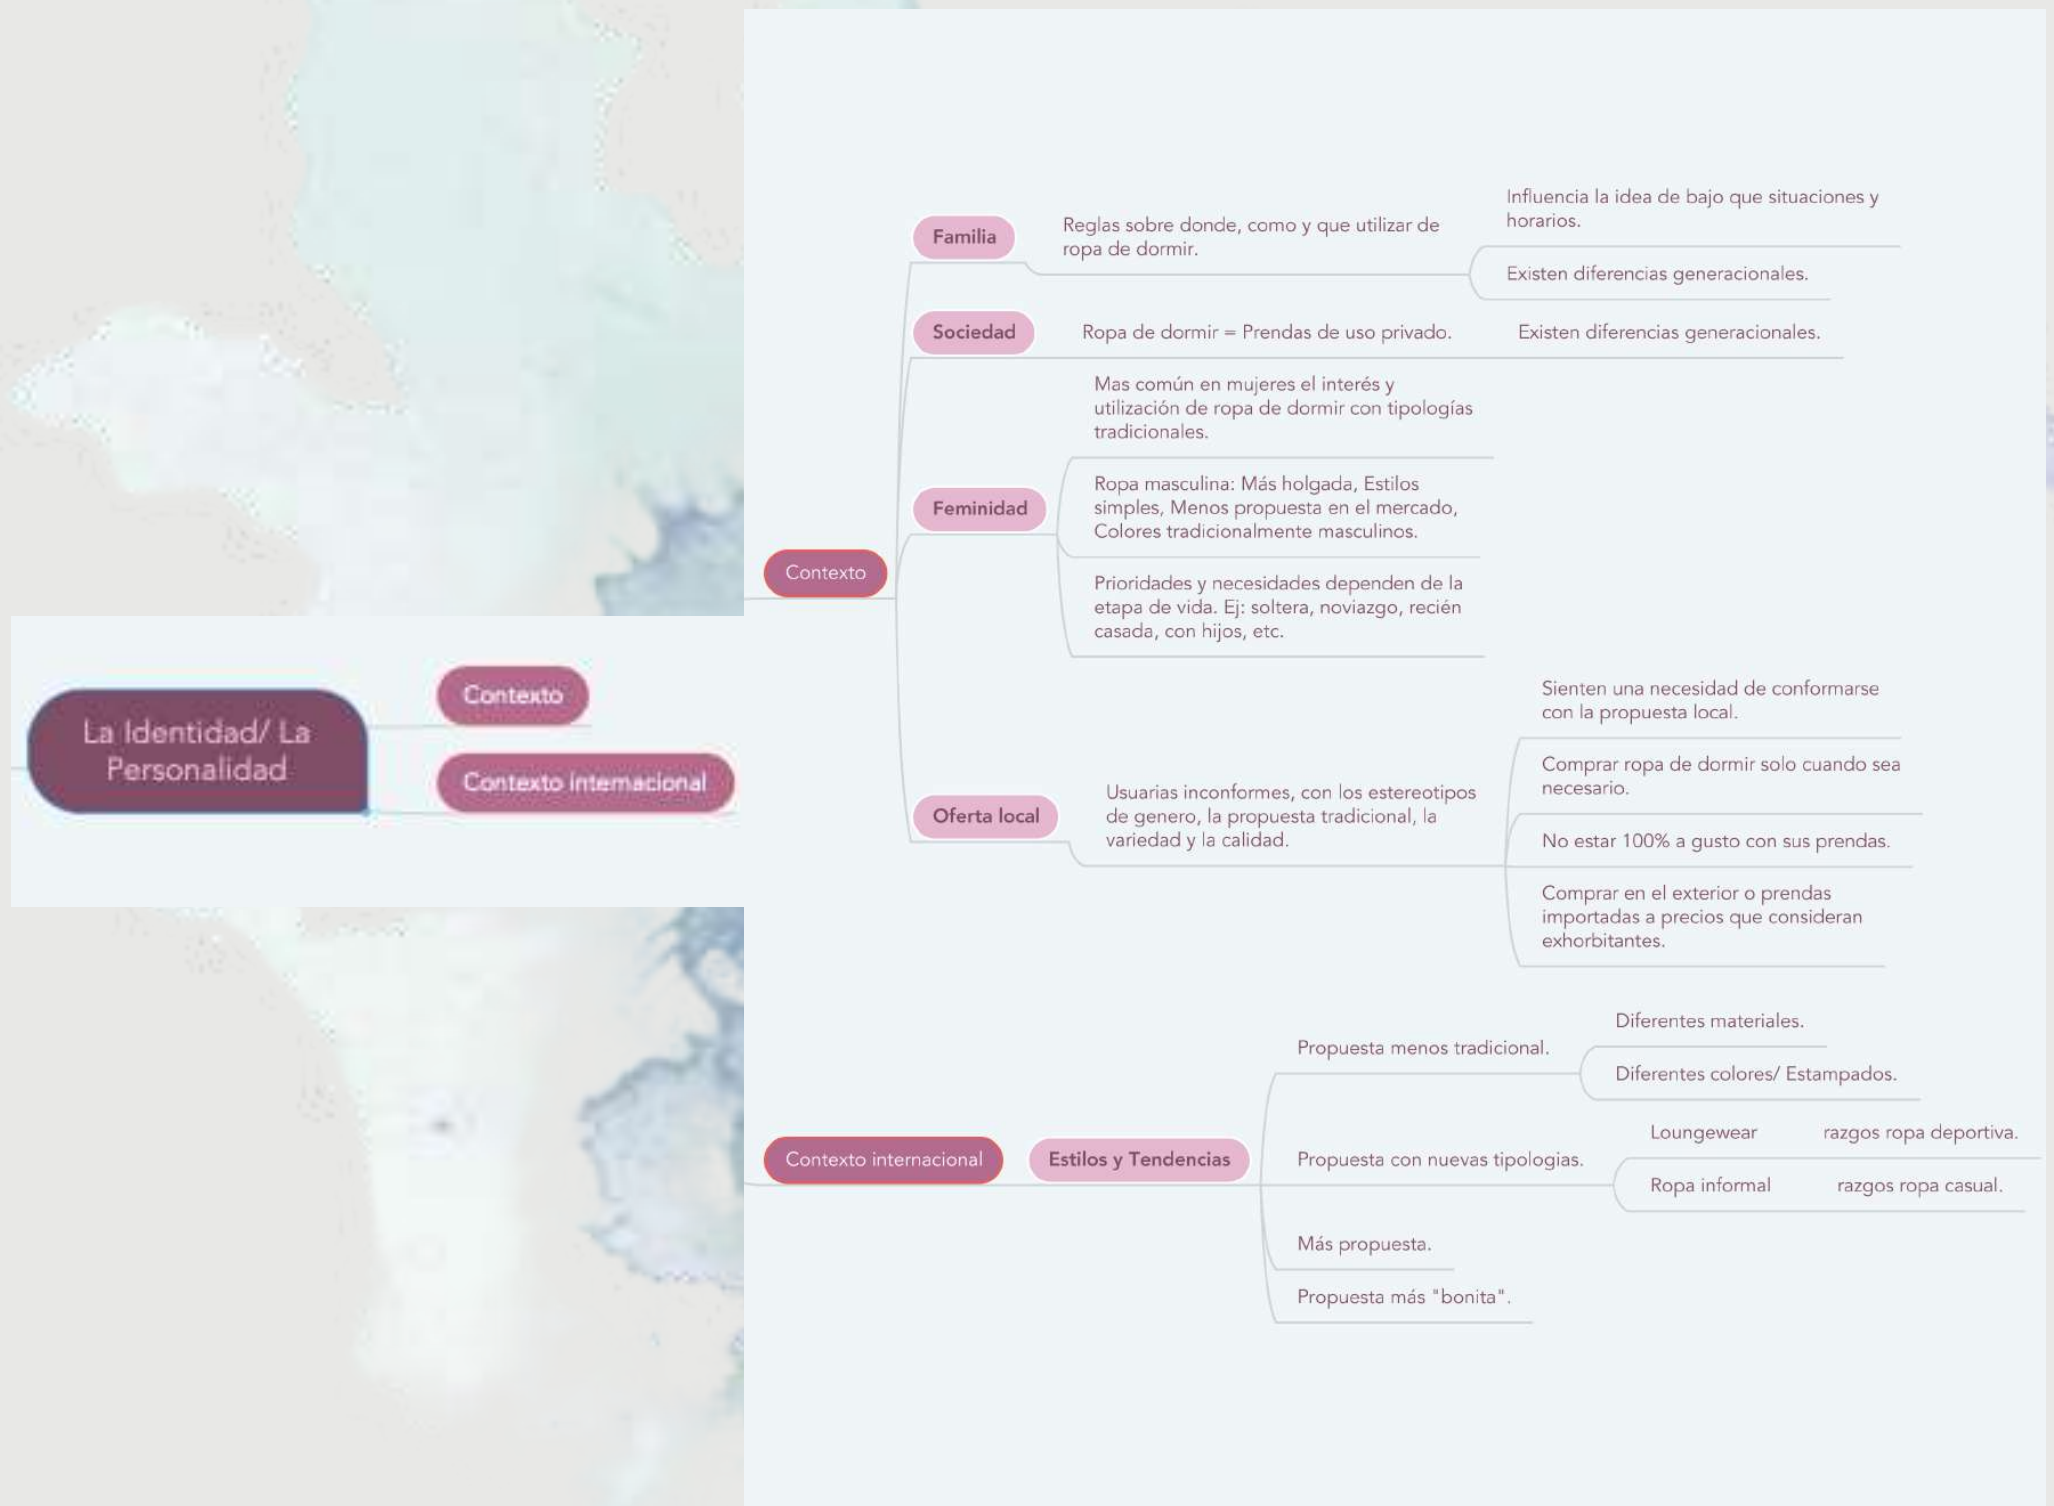 La Identidad/ La
Personalidad
Contexto
Contexto internacional
Contexto
Familia
Reglas sobre donde, como y que utilizar de
ropa de dormir.
Influencia la idea de bajo que situaciones y
horarios.
Existen diferencias generacionales.
Sociedad
Ropa de dormir = Prendas de uso privado.
Existen diferencias generacionales.
Feminidad
Mas común en mujeres el interés y
utilización de ropa de dormir con tipologías
tradicionales.
Ropa masculina: Más holgada, Estilos
simples, Menos propuesta en el mercado,
Colores tradicionalmente masculinos.
Prioridades y necesidades dependen de la
etapa de vida. Ej: soltera, noviazgo, recién
casada, con hijos, etc.
Oferta local
Usuarias inconformes, con los estereotipos
de genero, la propuesta tradicional, la
variedad y la calidad.
Sienten una necesidad de conformarse
con la propuesta local.
Comprar ropa de dormir solo cuando sea
necesario.
No estar 100% a gusto con sus prendas.
Comprar en el exterior o prendas
importadas a precios que consideran
exhorbitantes.
Contexto internacional
Estilos y Tendencias
Propuesta menos tradicional.
Diferentes materiales.
Diferentes colores/ Estampados.
Propuesta con nuevas tipologias.
Loungewear
razgos ropa deportiva.
Ropa informal
razgos ropa casual.
Más propuesta.
Propuesta más "bonita".